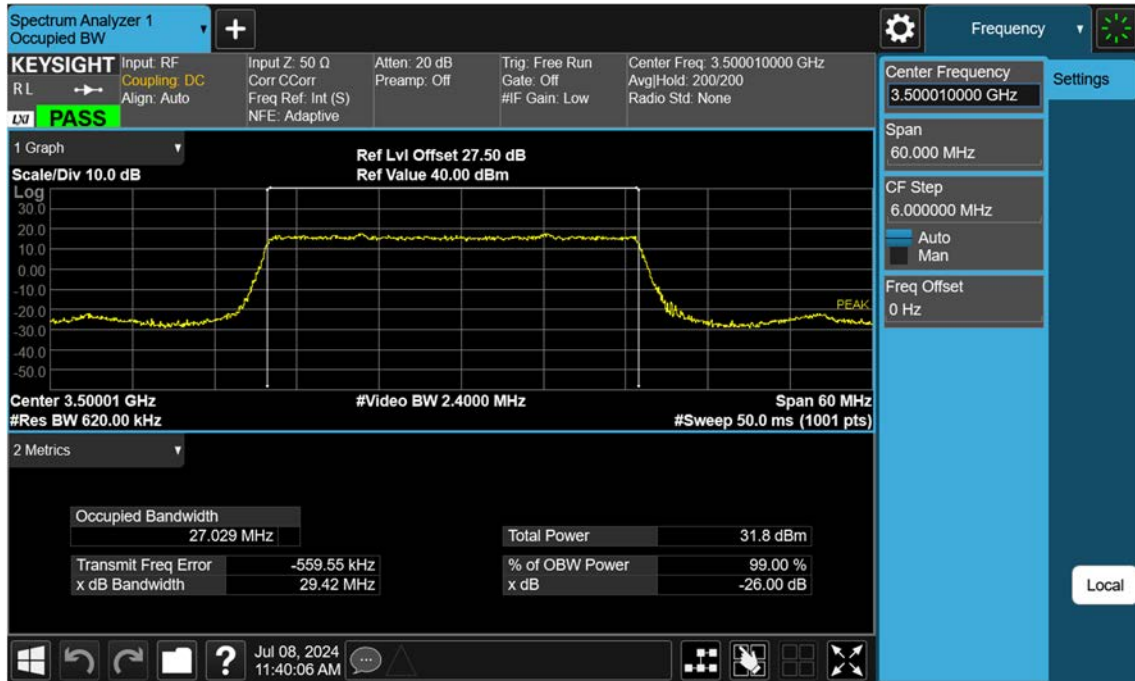 Spectrum Analyzer 1
Occupied BW
+
Frequency
KEYSIGHT
R L
LXI PASS
Input: RF
Coupling: DC
Align: Auto
Input Z: 50 Ω
Corr CCorr
Freq Ref: Int (S)
NFE: Adaptive
Atten: 20 dB
Preamp: Off
Trig: Free Run
Gate: Off
#IF Gain: Low
Center Freq: 3.500010000 GHz
Avg|Hold: 200/200
Radio Std: None
1 Graph
Scale/Div 10.0 dB
Ref Lvl Offset 27.50 dB
Ref Value 40.00 dBm
Log
30.0
20.0
10.0
0.00
-10.0
-20.0
-30.0
-40.0
-50.0
PEAK
Center 3.50001 GHz
#Video BW 2.4000 MHz
Span 60 MHz
#Res BW 620.00 kHz
#Sweep 50.0 ms (1001 pts)
2 Metrics
Occupied Bandwidth
27.029 MHz
Total Power 31.8 dBm
Transmit Freq Error -559.55 kHz
% of OBW Power 99.00 %
x dB Bandwidth 29.42 MHz
x dB -26.00 dB
Center Frequency
3.500010000 GHz
Settings
Span
60.000 MHz
CF Step
6.000000 MHz
Auto
Man
Freq Offset
0 Hz
Local
?
Jul 08, 2024
11:40:06 AM